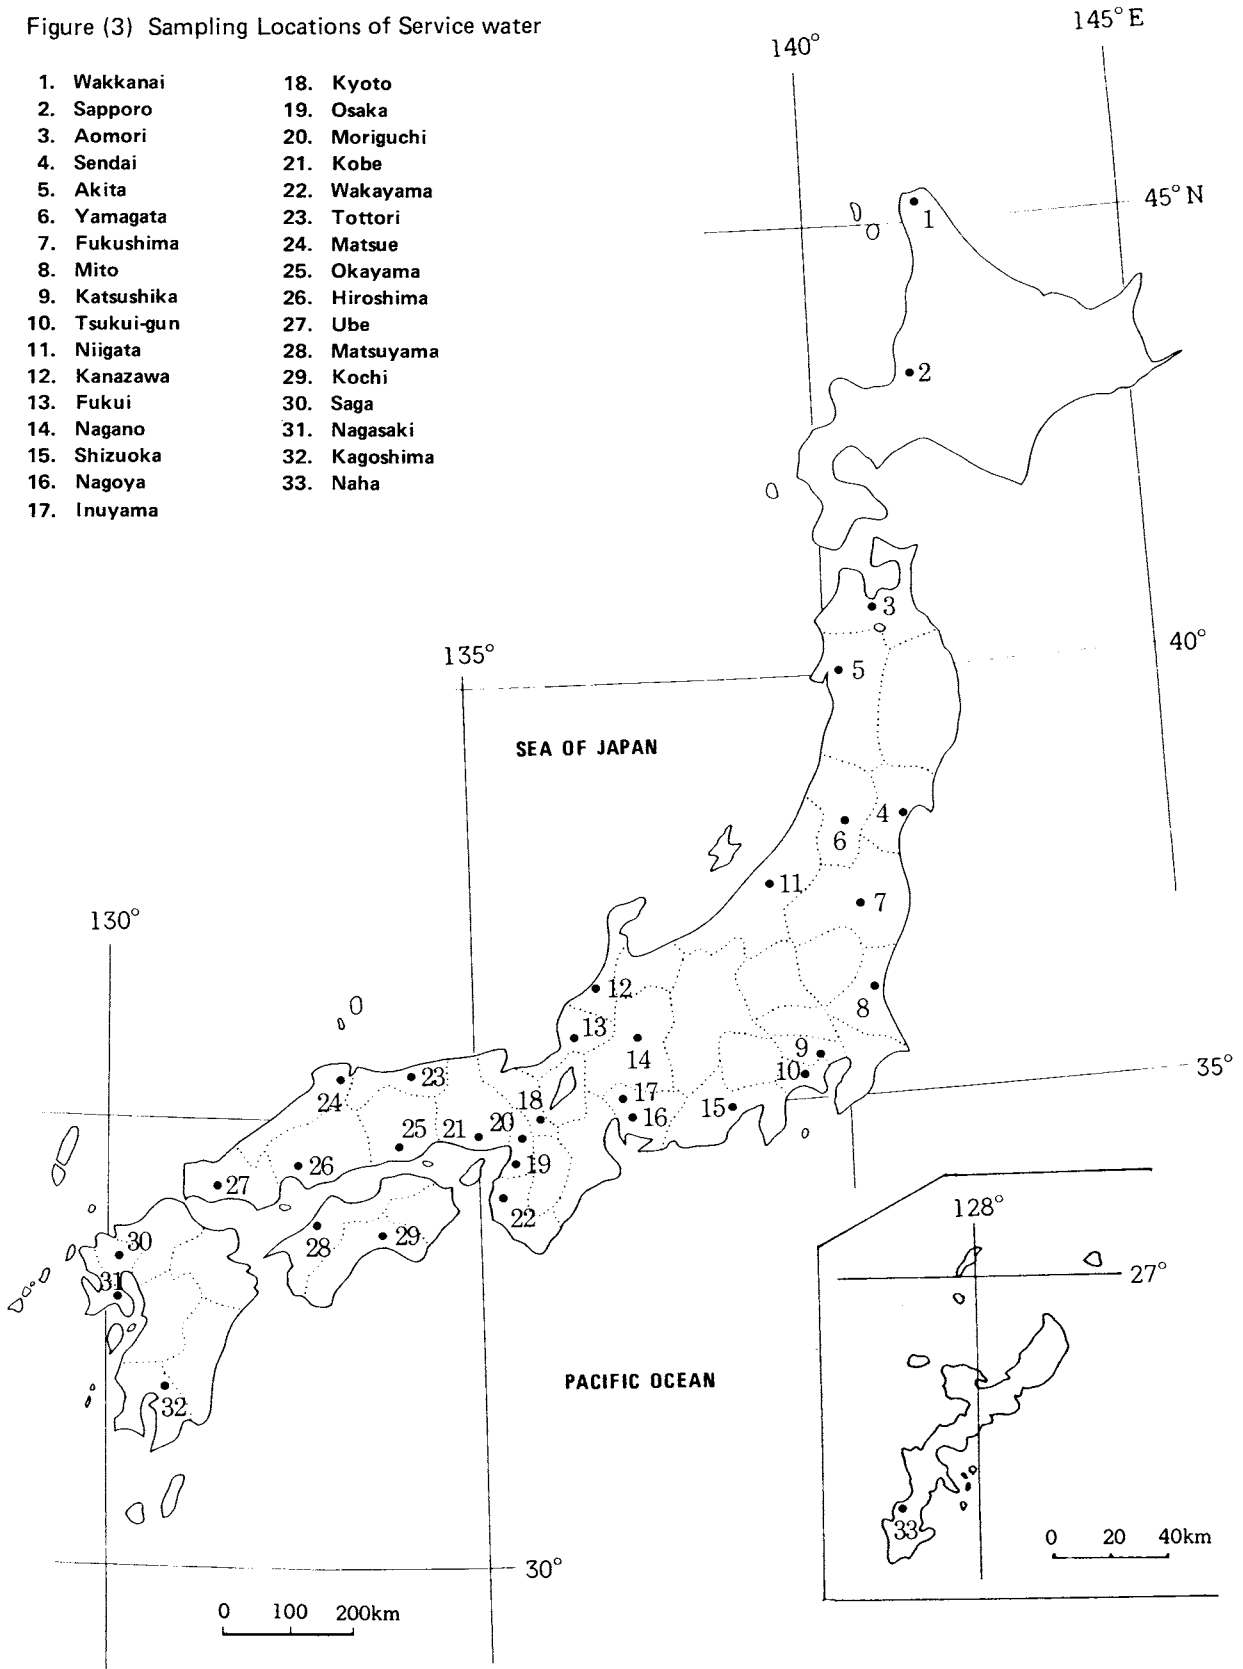 Figure (3) Sampling Locations of Service water
1. Wakkanai
2. Sapporo
3. Aomori
4. Sendai
5. Akita
6. Yamagata
7. Fukushima
8. Mito
9. Katsushika
10. Tsukui-gun
11. Niigata
12. Kanazawa
13. Fukui
14. Nagano
15. Shizuoka
16. Nagoya
17. Inuyama
18. Kyoto
19. Osaka
20. Moriguchi
21. Kobe
22. Wakayama
23. Tottori
24. Matsue
25. Okayama
26. Hiroshima
27. Ube
28. Matsuyama
29. Kochi
30. Saga
31. Nagasaki
32. Kagoshima
33. Naha
140°
145°E
45°N
1
2
3
40°
135°
5
SEA OF JAPAN
4
6
11
7
130°
12
8
13
9
14
10
35°
23
24
17
18
16
15
25
21
20
26
19
27
22
28
29
30
31
32
PACIFIC OCEAN
128°
27°
33
0 20 40km
30°
0 100 200km